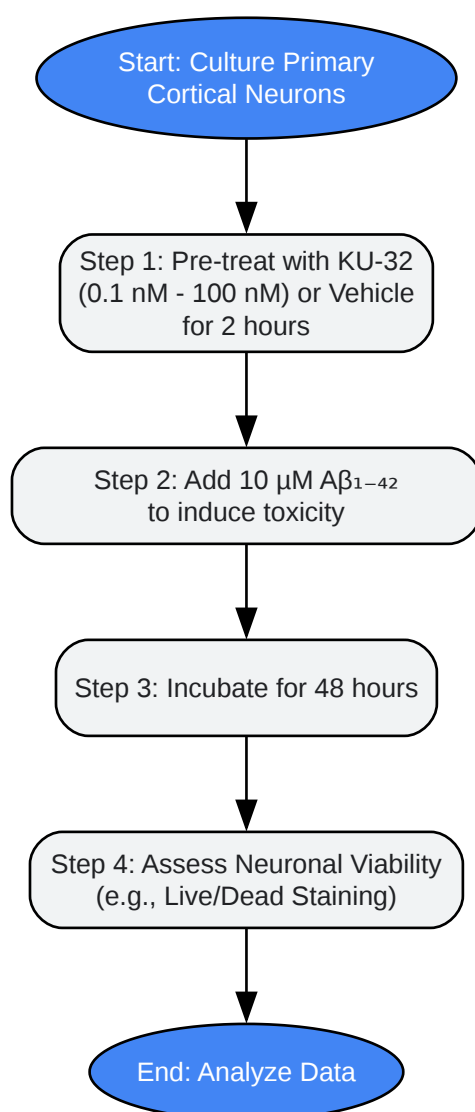 Start: Culture Primary
Cortical Neurons
Step 1: Pre-treat with KU-32
(0.1 nM - 100 nM) or Vehicle
for 2 hours
Step 2: Add 10 µM Aβ₁₋₄₂
to induce toxicity
Step 3: Incubate for 48 hours
Step 4: Assess Neuronal Viability
(e.g., Live/Dead Staining)
End: Analyze Data